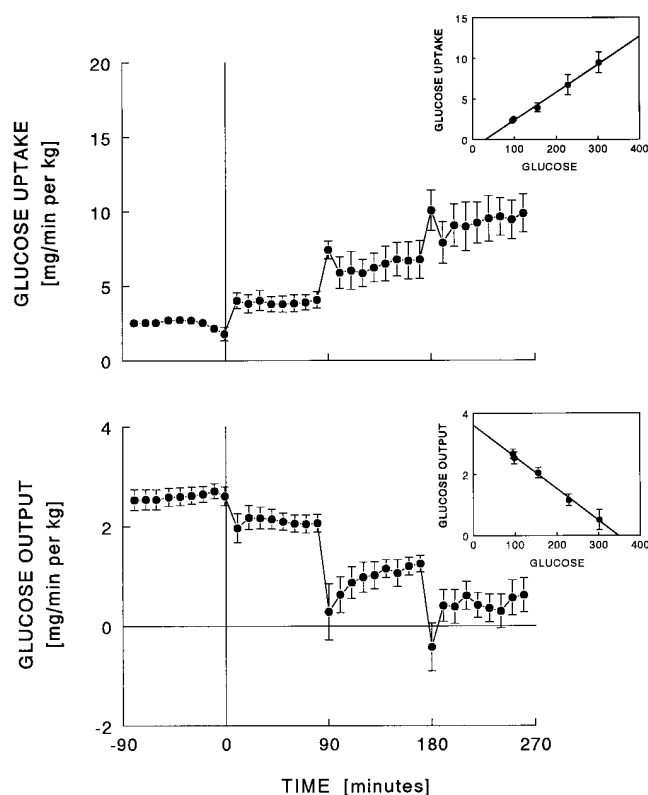 15
10
5
0
GLUCOSE UPTAKE
0 100 200 300 400
GLUCOSE
20
15
10
5
0
GLUCOSE UPTAKE
[mg/min per kg]
4
2
0
GLUCOSE OUTPUT
0 100 200 300 400
GLUCOSE
4
2
0
-2
GLUCOSE OUTPUT
[mg/min per kg]
-90 0 90 180 270
TIME [minutes]